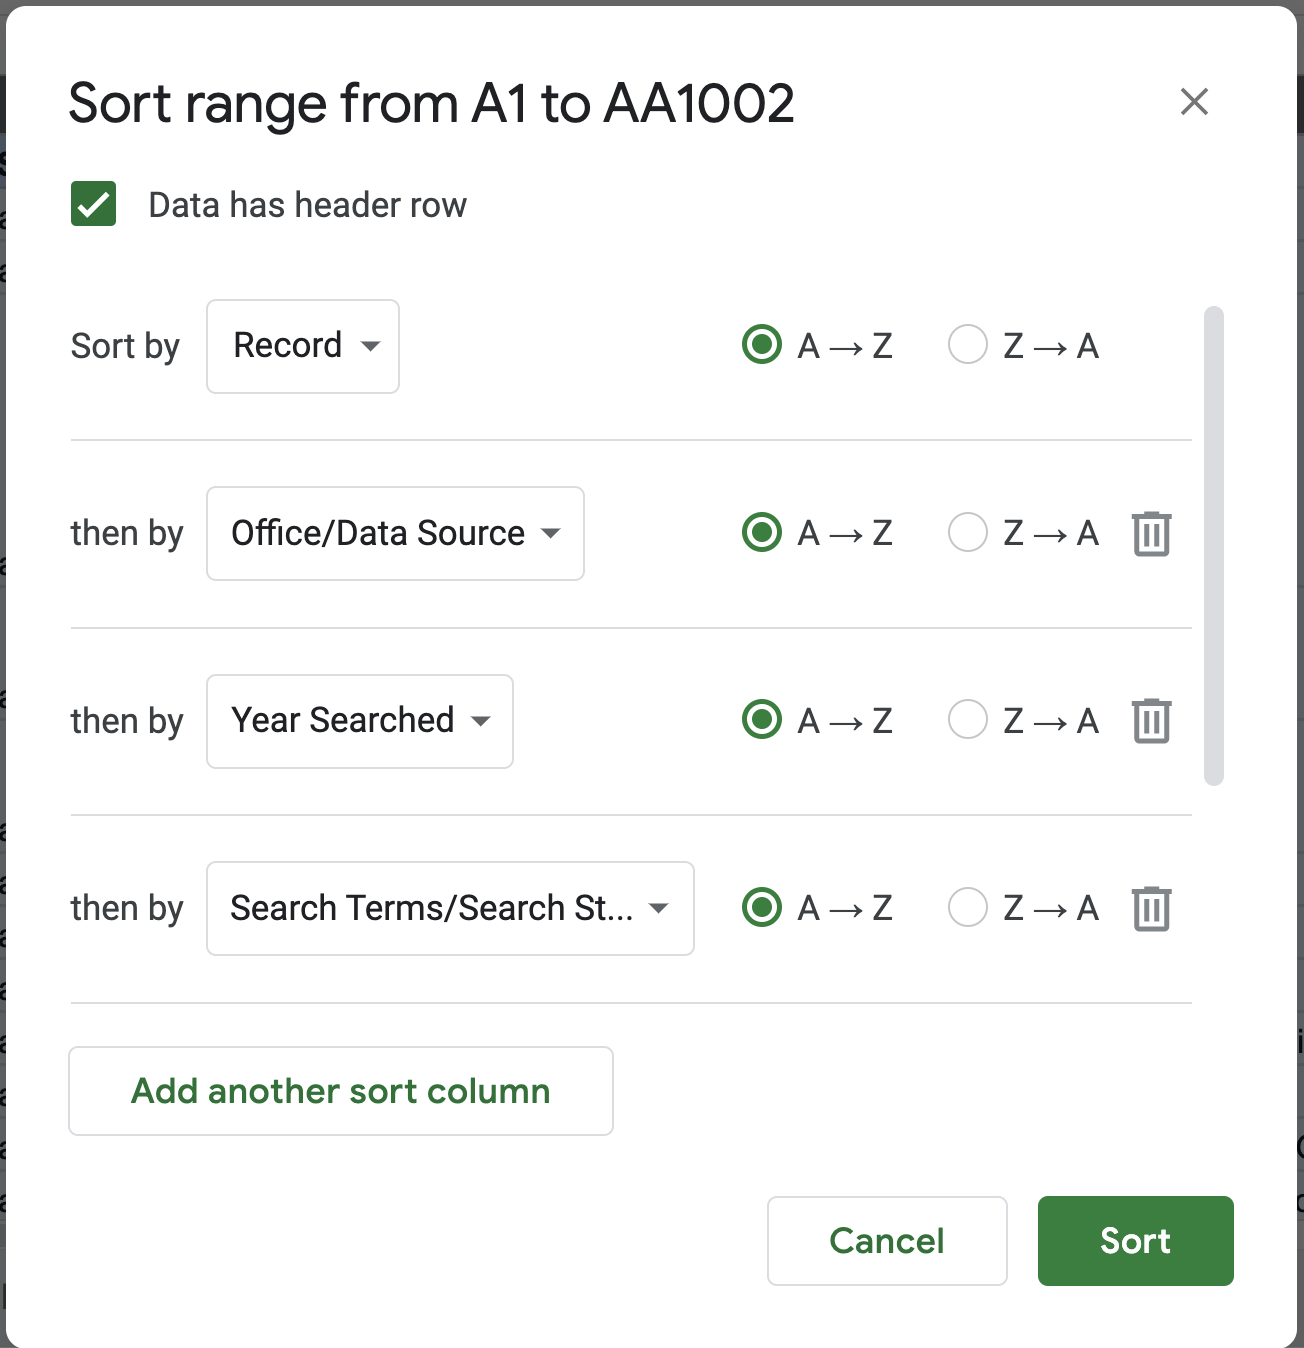 Sort range from A1 to AA1002
Data has header row
Sort by Record A → Z Z → A
then by Office/Data Source A → Z Z → A
then by Year Searched A → Z Z → A
then by Search Terms/Search St... A → Z Z → A
Add another sort column
Cancel Sort